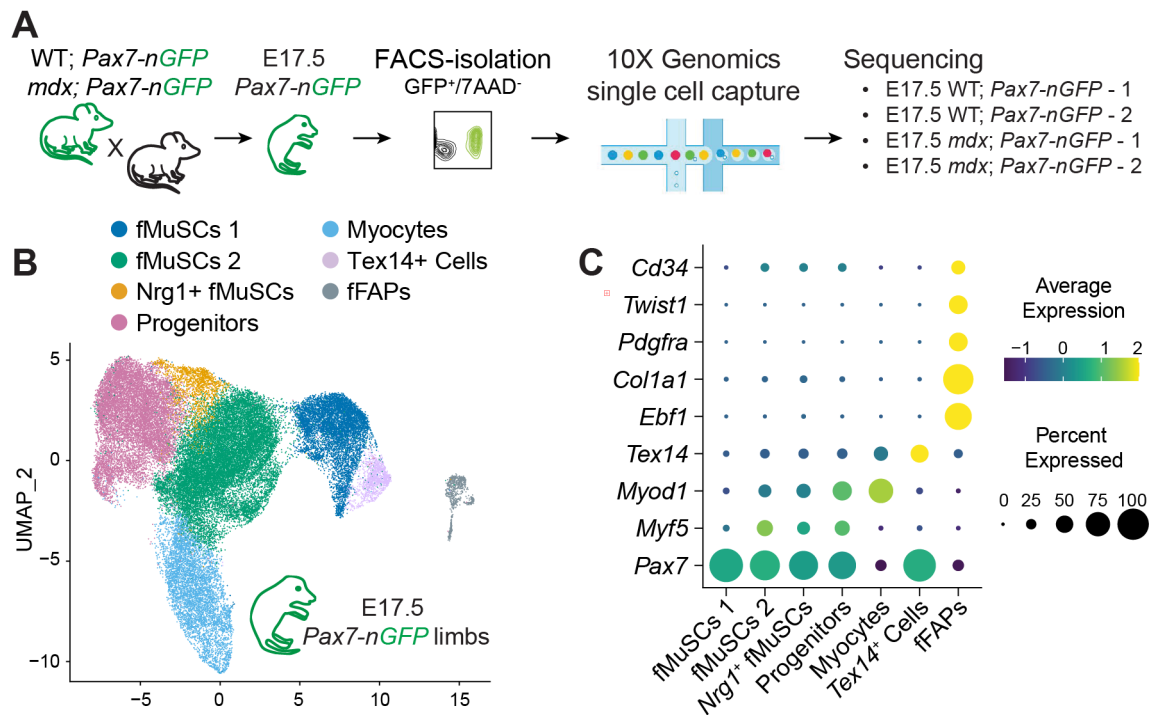 A
WT; Pax7-nGFP
mdx; Pax7-nGFP
X
E17.5
Pax7-nGFP
FACS-isolation
GFP⁺/7AAD⁻
10X Genomics
single cell capture
Sequencing
• E17.5 WT; Pax7-nGFP - 1
• E17.5 WT; Pax7-nGFP - 2
• E17.5 mdx; Pax7-nGFP - 1
• E17.5 mdx; Pax7-nGFP - 2
B
fMuSCs 1
fMuSCs 2
Nrg1+ fMuSCs
Progenitors
Myocytes
Tex14+ Cells
fFAPs
UMAP_2
5
0
−5
−10
−5
0
5
10
15
E17.5
Pax7-nGFP limbs
C
Cd34
Twist1
Pdgfra
Col1a1
Ebf1
Tex14
Myod1
Myf5
Pax7
fMuSCs 1
fMuSCs 2
Nrg1⁺ fMuSCs
Progenitors
Myocytes
Tex14⁺ Cells
fFAPs
Average
Expression
−1 0 1 2
Percent
Expressed
0 25 50 75 100